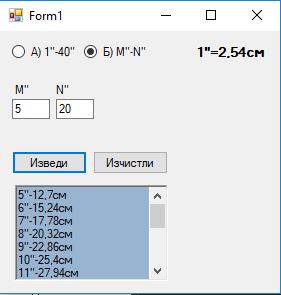 Form1
А) 1"-40" Б) M"-N" 1"=2,54см
M" N"
5 20
Изведи Изчистли
5"-12,7см
6"-15,24см
7"-17,78см
8"-20,32см
9"-22,86см
10"-25,4см
11"-27,94см